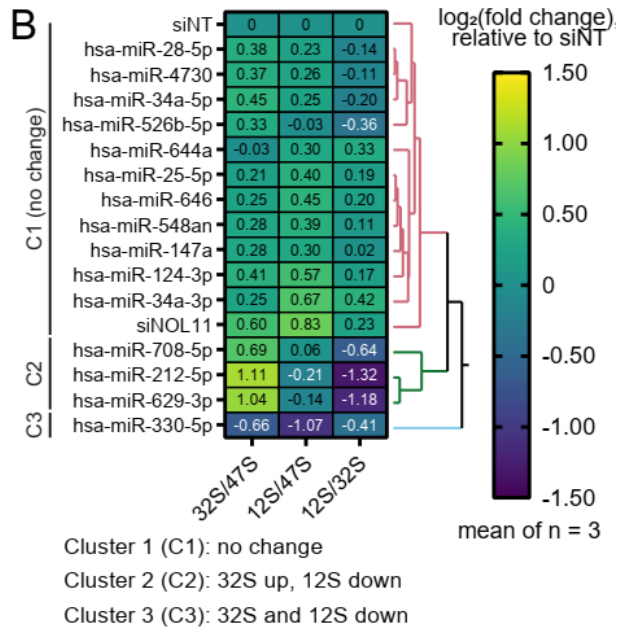 B
log₂(fold change),
relative to siNT
siNT 0 0 0
hsa-miR-28-5p 0.38 0.23 -0.14
hsa-miR-4730 0.37 0.26 -0.11
hsa-miR-34a-5p 0.45 0.25 -0.20
hsa-miR-526b-5p 0.33 -0.03 -0.36
hsa-miR-644a -0.03 0.30 0.33
hsa-miR-25-5p 0.21 0.40 0.19
hsa-miR-646 0.25 0.45 0.20
hsa-miR-548an 0.28 0.39 0.11
hsa-miR-147a 0.28 0.30 0.02
hsa-miR-124-3p 0.41 0.57 0.17
hsa-miR-34a-3p 0.25 0.67 0.42
siNOL11 0.60 0.83 0.23
hsa-miR-708-5p 0.69 0.06 -0.64
hsa-miR-212-5p 1.11 -0.21 -1.32
hsa-miR-629-3p 1.04 -0.14 -1.18
hsa-miR-330-5p -0.66 -1.07 -0.41
C1 (no change)
C2
C3
32S/47S
12S/47S
12S/32S
1.50
1.00
0.50
0.00
-0.50
-1.00
-1.50
mean of n = 3
Cluster 1 (C1): no change
Cluster 2 (C2): 32S up, 12S down
Cluster 3 (C3): 32S and 12S down